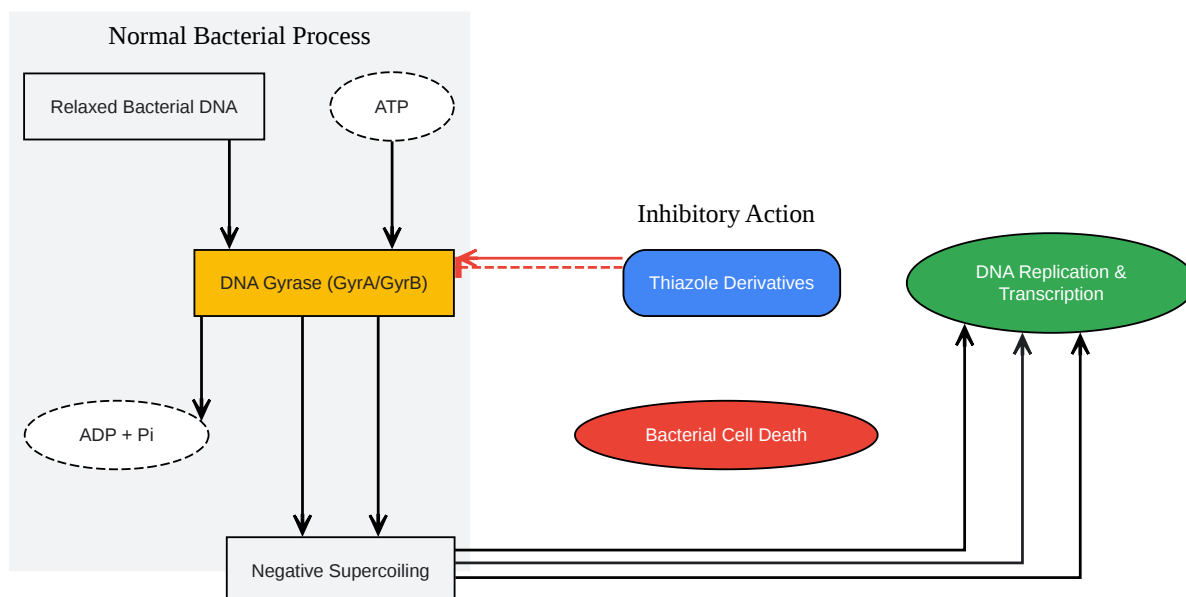 Normal Bacterial Process
Relaxed Bacterial DNA
ATP
Inhibitory Action
DNA Gyrase (GyrA/GyrB)
Thiazole Derivatives
DNA Replication &
Transcription
ADP + Pi
Bacterial Cell Death
Negative Supercoiling